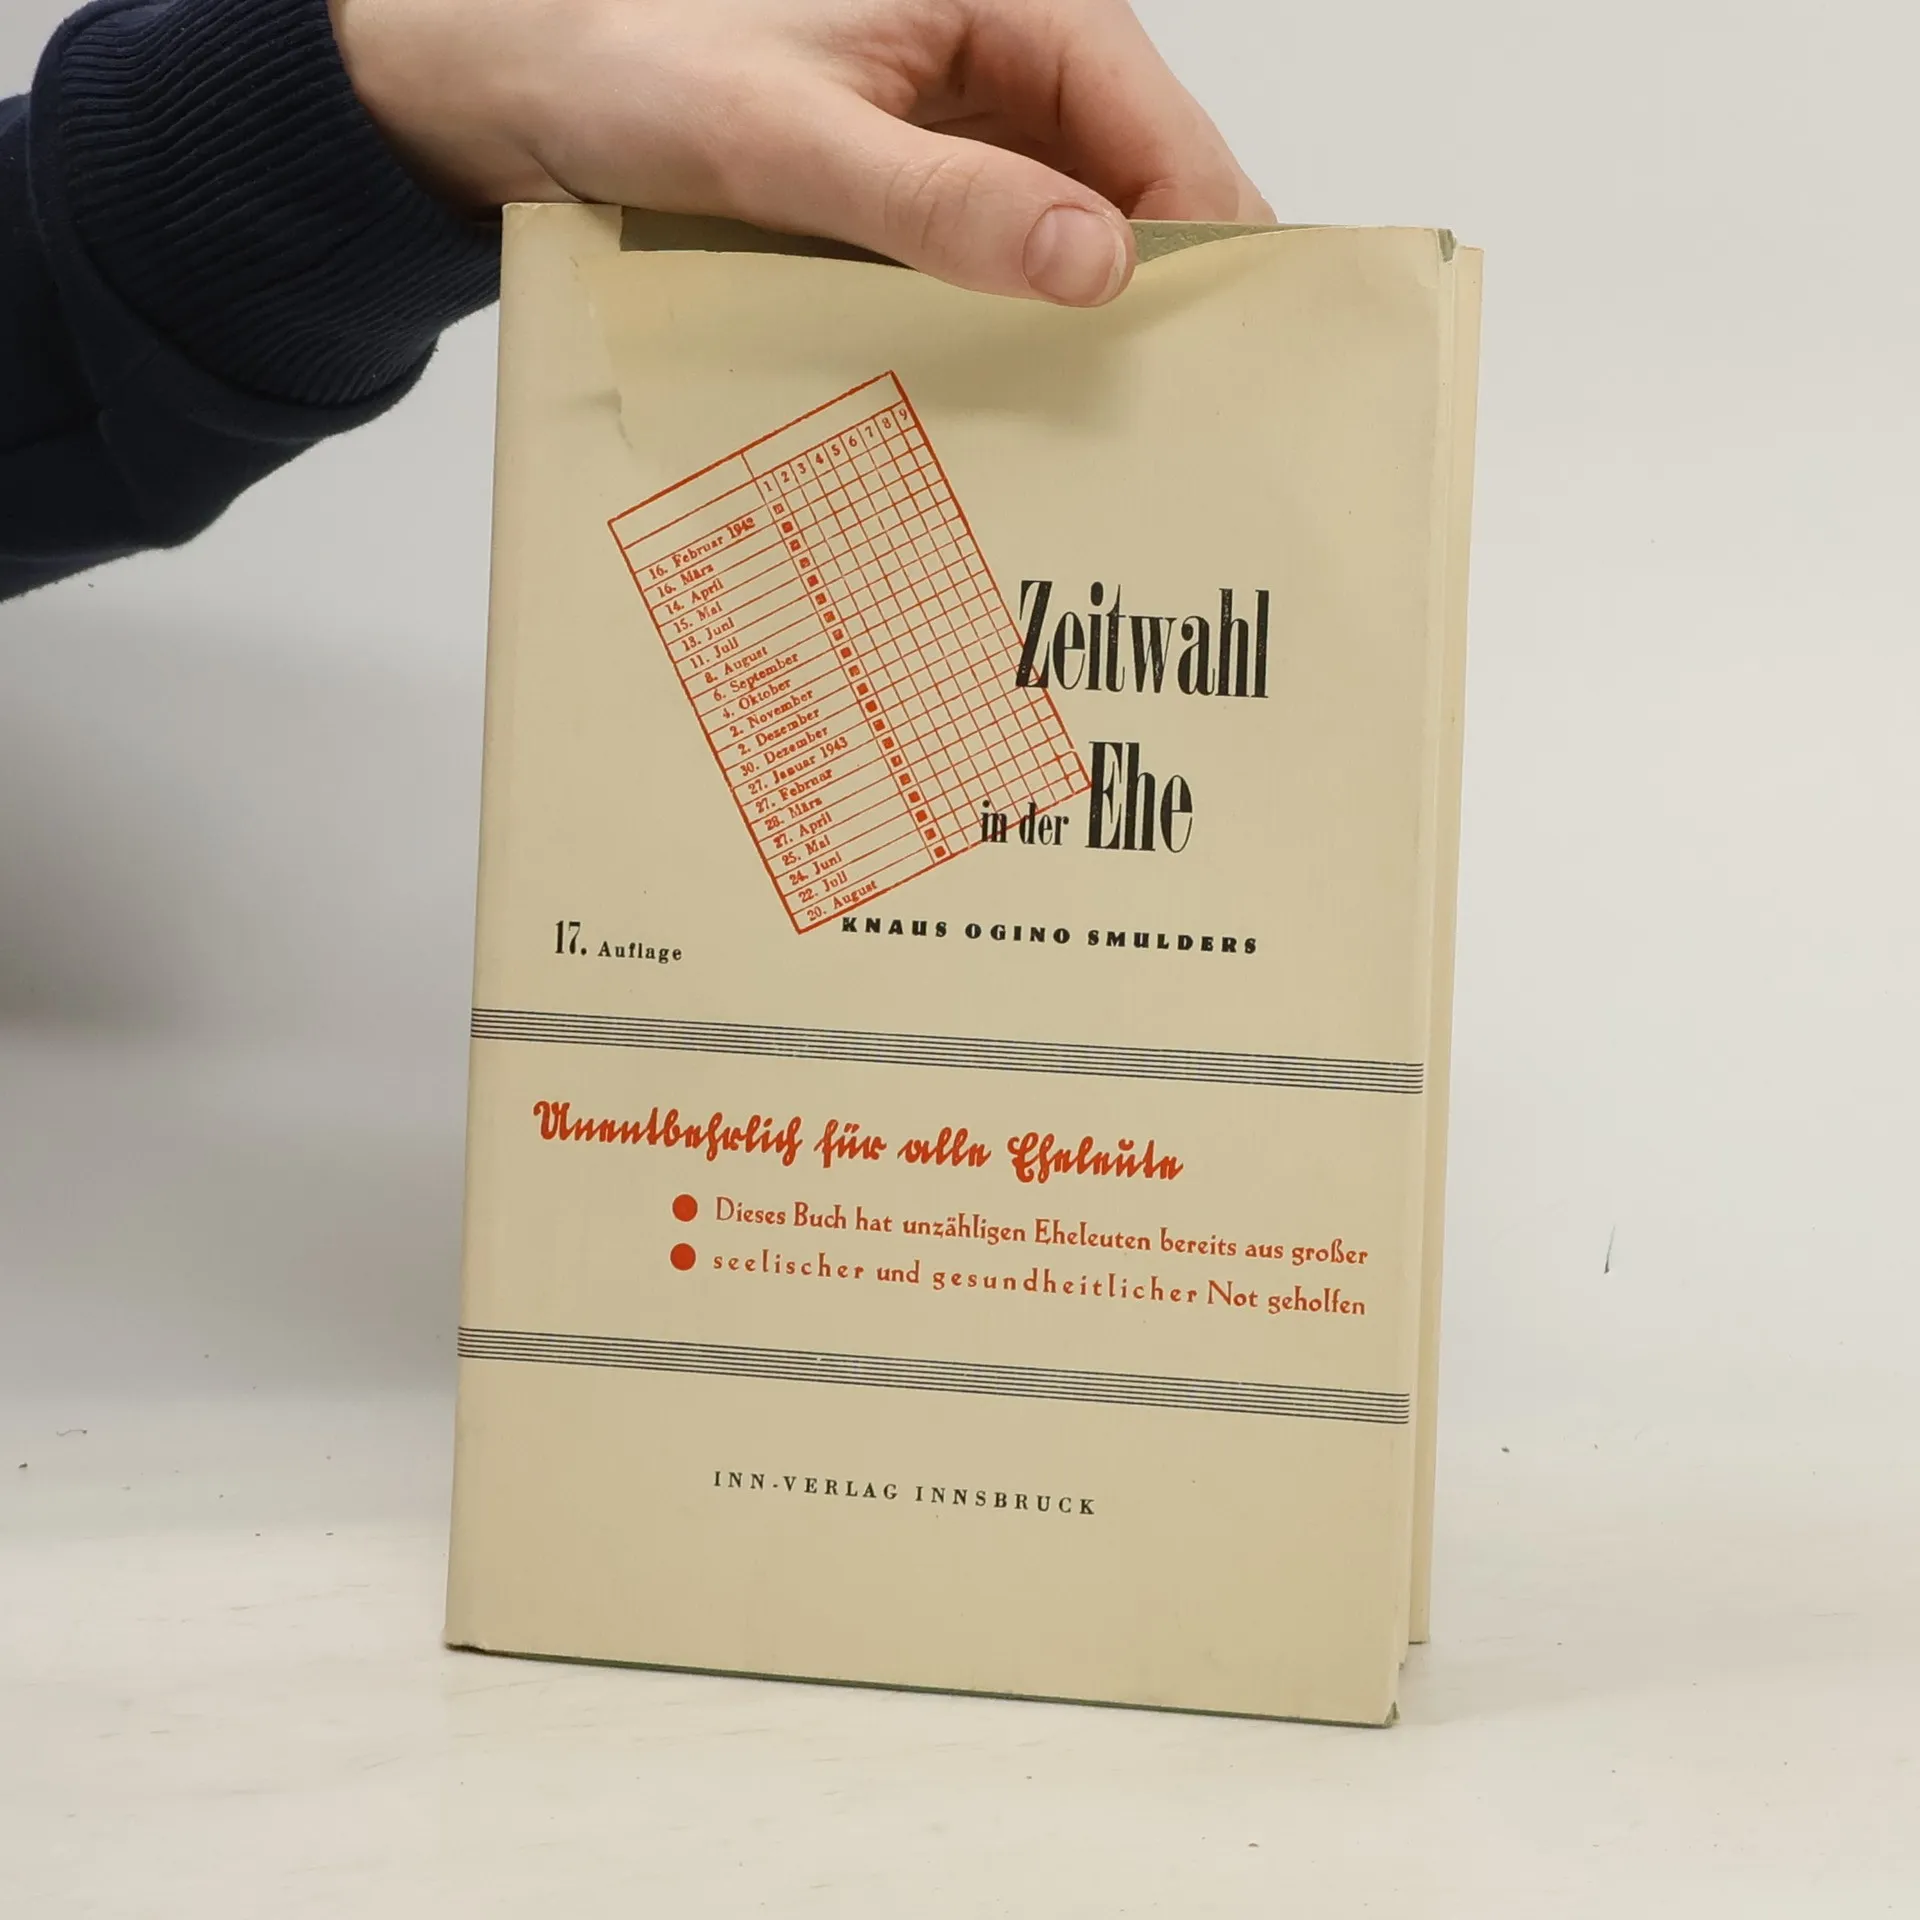 1 2 3 4 5 6 7 8 9
16. Februar 1942
16. März
14. April
15. Mai
13. Juni
11. Juli
8. August
6. September
4. Oktober
2. November
2. Dezember
30. Dezember
27. Januar 1943
27. Februar
28. März
27. April
25. Mai
24. Juni
22. Juli
20. August
Zeitwahl
in der Ehe
KNAUS OGINO SMULDERS
17. Auflage
Unentbehrlich für alle Eheleute
Dieses Buch hat unzähligen Eheleuten bereits aus großer
seelischer und gesundheitlicher Not geholfen
INN-VERLAG INNSBRUCK